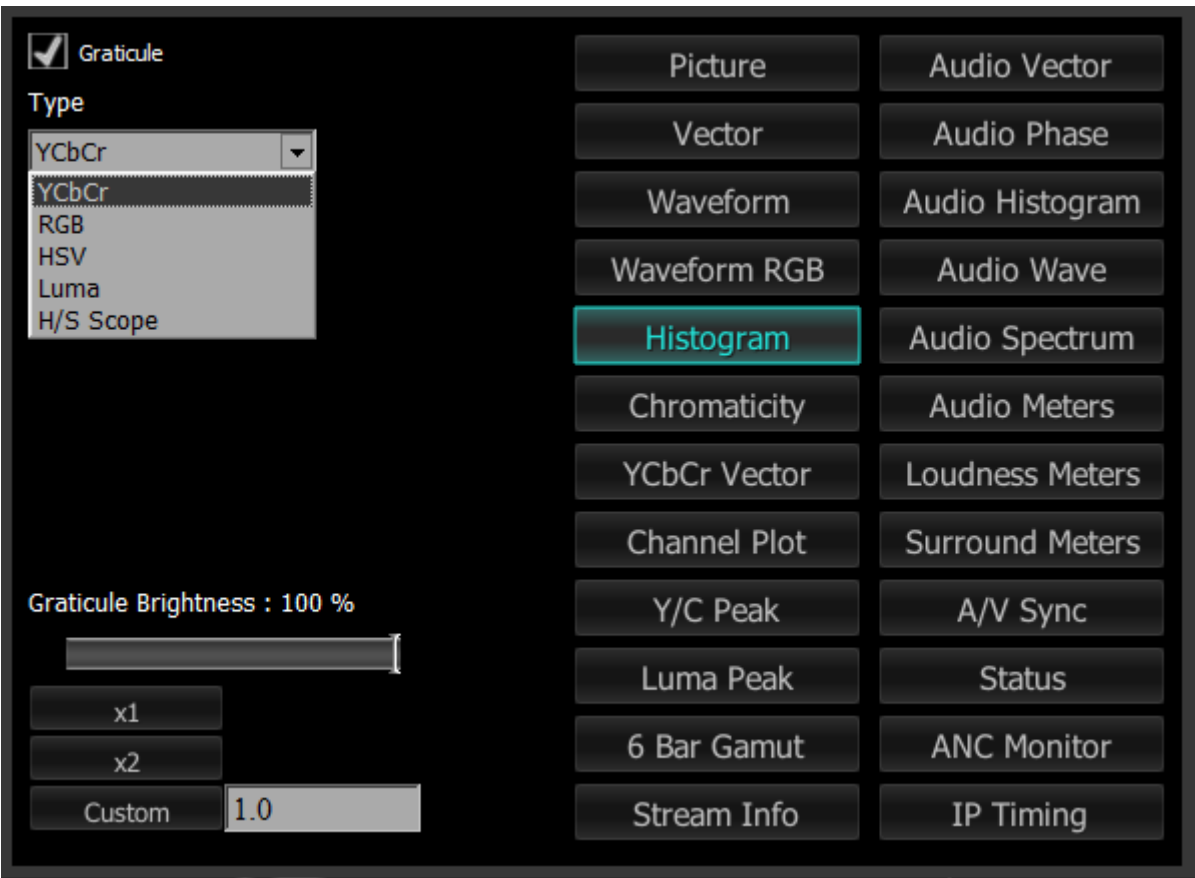 Graticule
Type
YCbCr
YCbCr
RGB
HSV
Luma
H/S Scope
Graticule Brightness : 100 %
x1
x2
Custom 1.0
Picture Audio Vector
Vector Audio Phase
Waveform Audio Histogram
Waveform RGB Audio Wave
Histogram Audio Spectrum
Chromaticity Audio Meters
YCbCr Vector Loudness Meters
Channel Plot Surround Meters
Y/C Peak A/V Sync
Luma Peak Status
6 Bar Gamut ANC Monitor
Stream Info IP Timing